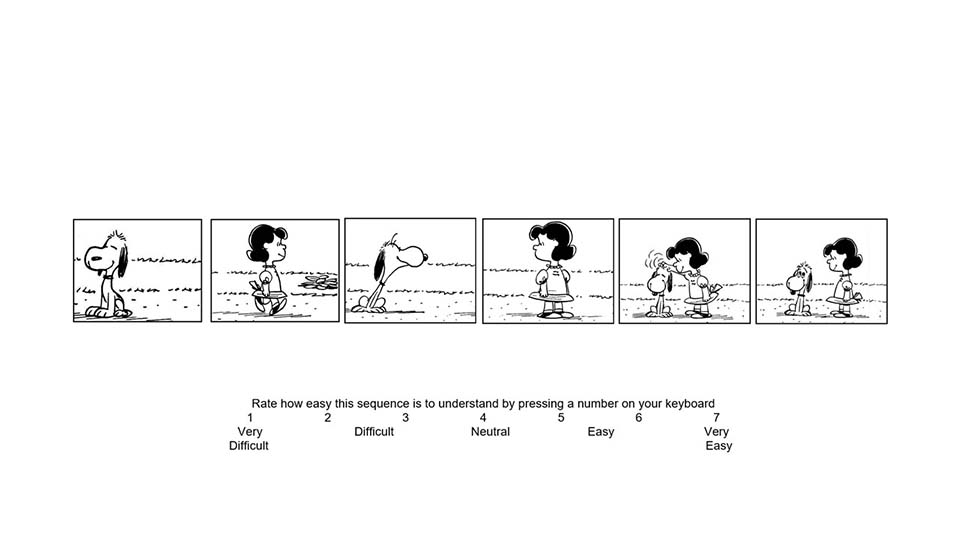 Rate how easy this sequence is to understand by pressing a number on your keyboard
1 2 3 4 5 6 7
Very Difficult Neutral Easy Very
Difficult Easy